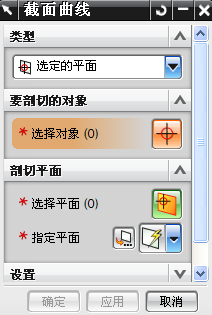 截面曲线
类型
选定的平面
要剖切的对象
* 选择对象 (0)
剖切平面
* 选择平面 (0)
* 指定平面
设置
确定 应用 取消